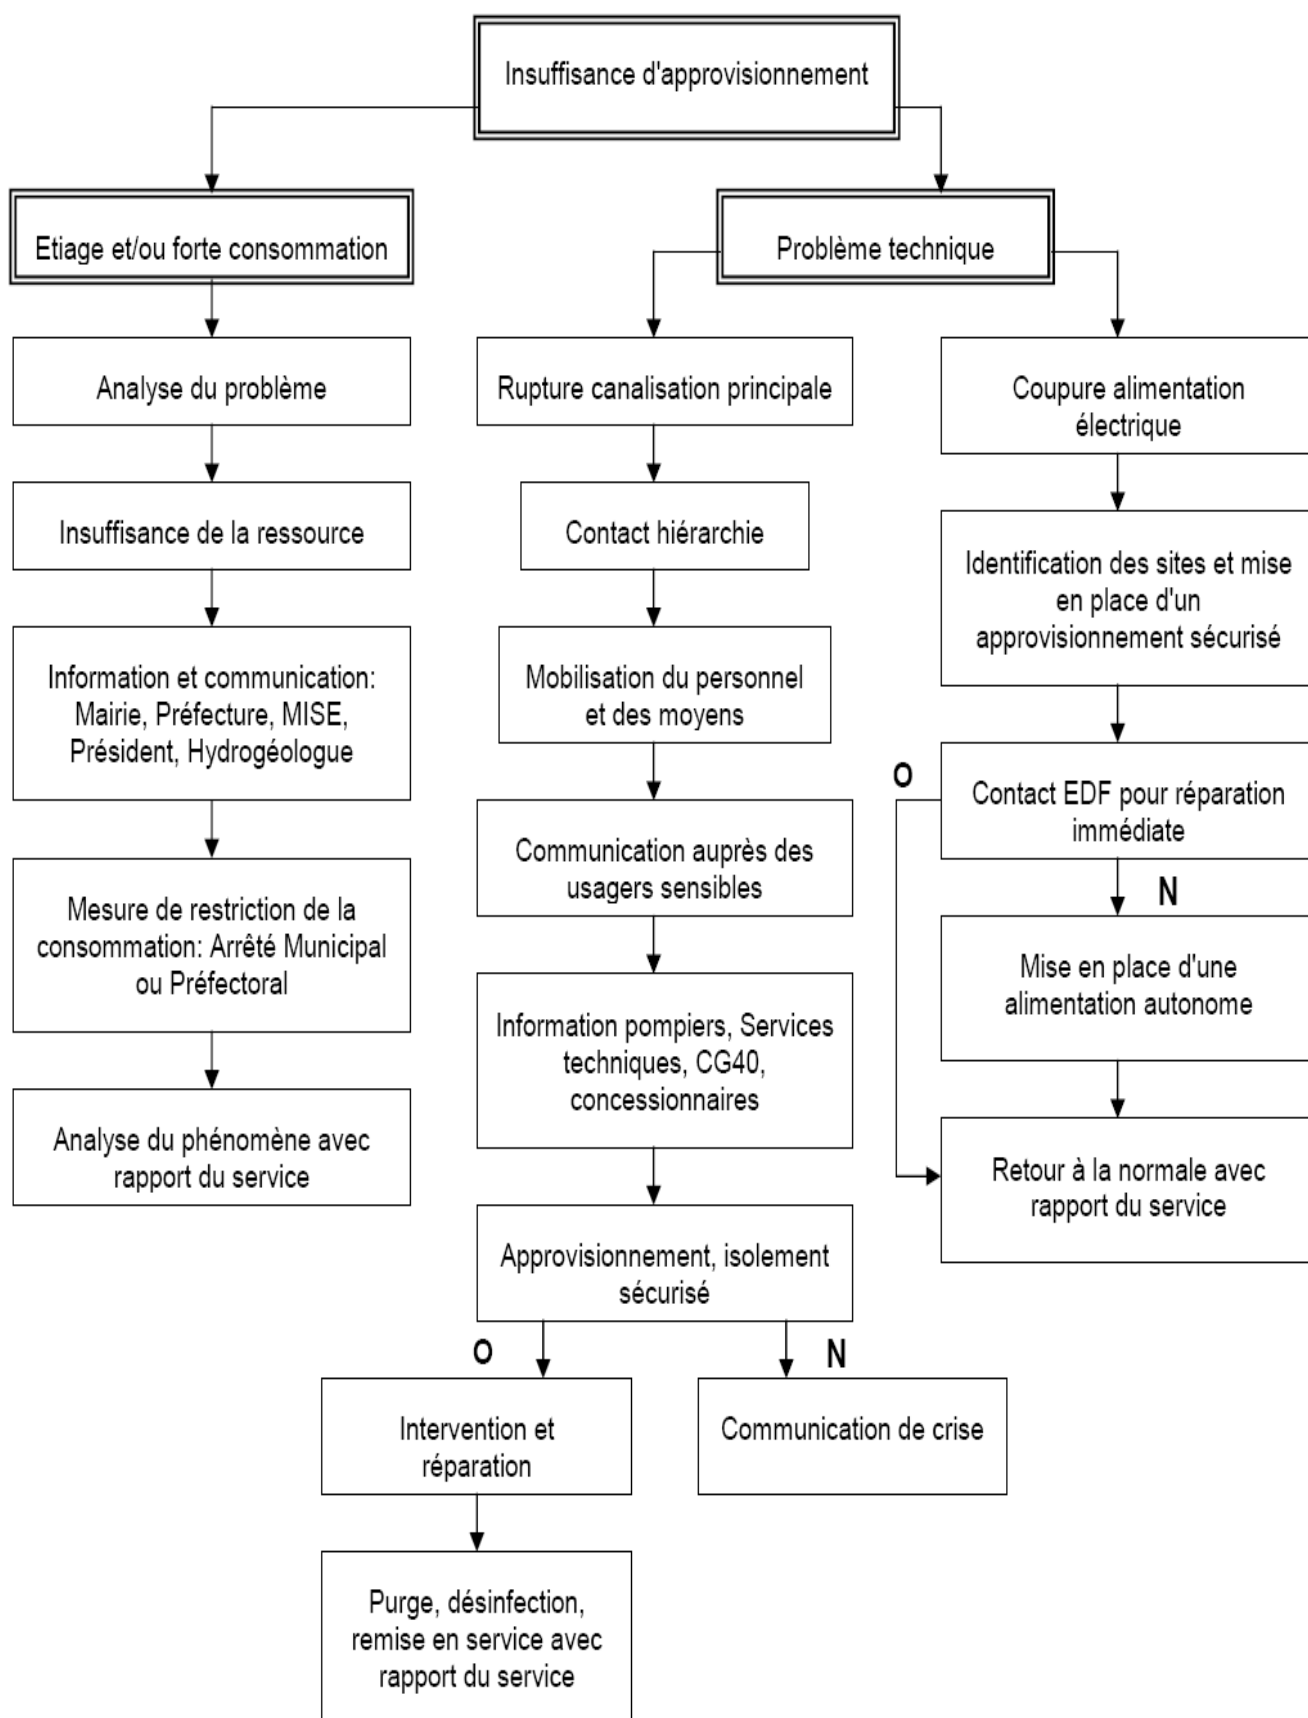 Insuffisance d'approvisionnement
Etiage et/ou forte consommation
Analyse du problème
Insuffisance de la ressource
Information et communication:
Mairie, Préfecture, MISE,
Président, Hydrogéologue
Mesure de restriction de la
consommation: Arrêté Municipal
ou Préfectoral
Analyse du phénomène avec
rapport du service
Problème technique
Rupture canalisation principale
Contact hiérarchie
Mobilisation du personnel
et des moyens
Communication auprès des
usagers sensibles
Information pompiers, Services
techniques, CG40,
concessionnaires
Approvisionnement, isolement
sécurisé
O
N
Intervention et
réparation
Communication de crise
Purge, désinfection,
remise en service avec
rapport du service
Coupure alimentation
électrique
Identification des sites et mise
en place d'un
approvisionnement sécurisé
O
Contact EDF pour réparation
immédiate
N
Mise en place d'une
alimentation autonome
Retour à la normale avec
rapport du service